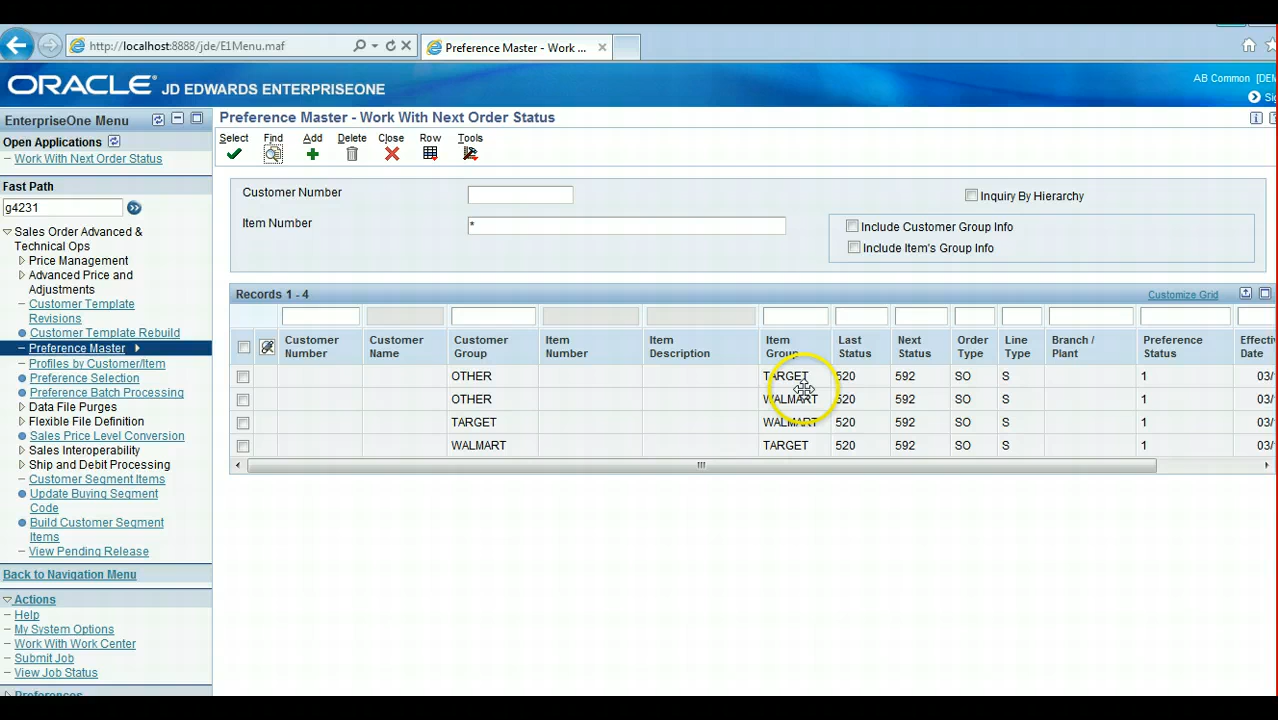 http://localhost:8888/jde/E1Menu.maf
Preference Master - Work ...
ORACLE JD EDWARDS ENTERPRISEONE
AB Common [DEM
EnterpriseOne Menu
Open Applications
Work With Next Order Status
Fast Path
g4231
Sales Order Advanced &
Technical Ops
Price Management
Advanced Price and
Adjustments
Customer Template
Revisions
Customer Template Rebuild
Preference Master
Profiles by Customer/Item
Preference Selection
Preference Batch Processing
Data File Purges
Flexible File Definition
Sales Price Level Conversion
Sales Interoperability
Ship and Debit Processing
Customer Segment Items
Update Buying Segment
Code
Build Customer Segment
Items
View Pending Release
Back to Navigation Menu
Actions
Help
My System Options
Work With Work Center
Submit Job
View Job Status
Preferences
Preference Master - Work With Next Order Status
Select Find Add Delete Close Row Tools
Customer Number
Inquiry By Hierarchy
Item Number *
Include Customer Group Info
Include Item's Group Info
Records 1 - 4 Customize Grid
Customer Number Customer Name Customer Group Item Number Item Description Item Group Last Status Next Status Order Type Line Type Branch / Plant Preference Status Effecti Date
OTHER TARGET 520 592 SO S 1 03/
OTHER WALMART 520 592 SO S 1 03/
TARGET WALMART 520 592 SO S 1 03/
WALMART TARGET 520 592 SO S 1 03/